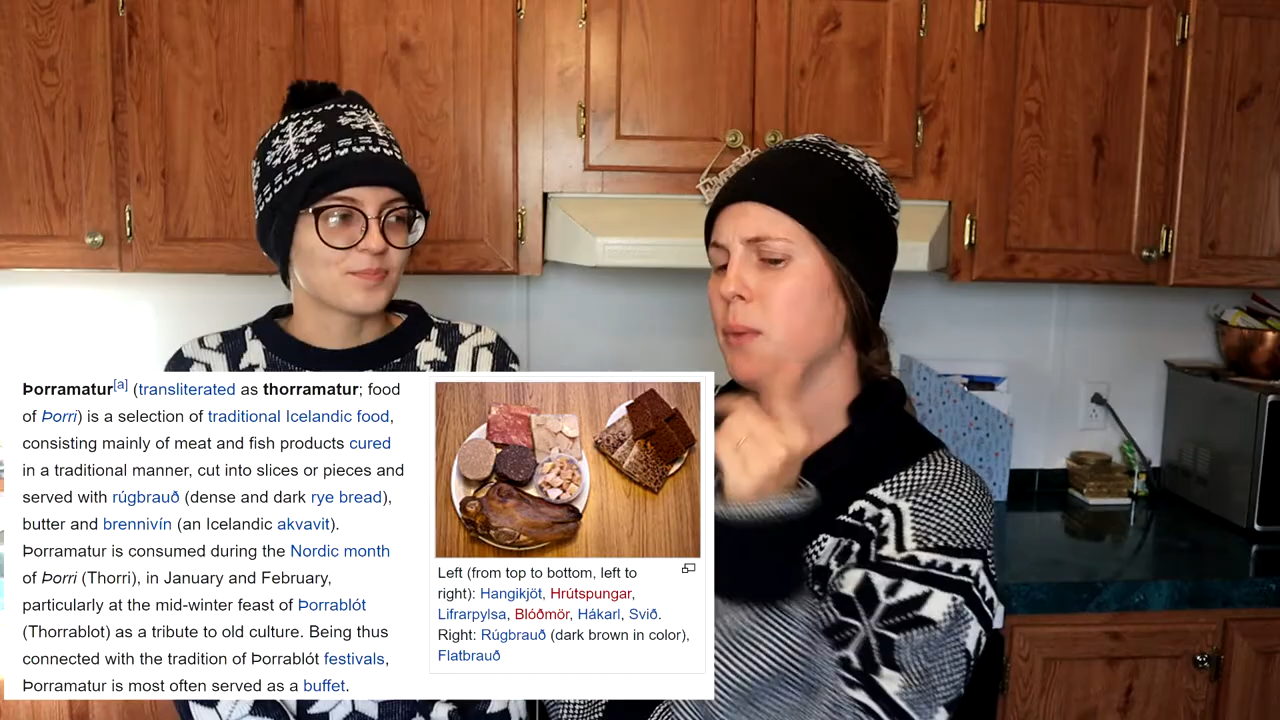 Þorramatur[a] (transliterated as thorramatur; food
of Þorri) is a selection of traditional Icelandic food,
consisting mainly of meat and fish products cured
in a traditional manner, cut into slices or pieces and
served with rúgbrauð (dense and dark rye bread),
butter and brennivín (an Icelandic akvavit).
Þorramatur is consumed during the Nordic month
of Þorri (Thorri), in January and February,
particularly at the mid-winter feast of Þorrablót
(Thorrablot) as a tribute to old culture. Being thus
connected with the tradition of Þorrablót festivals,
Þorramatur is most often served as a buffet.
Left (from top to bottom, left to
right): Hangikjöt, Hrútspungar,
Lifrarpylsa, Blóðmör, Hákarl, Svið.
Right: Rúgbrauð (dark brown in color),
Flatbrauð